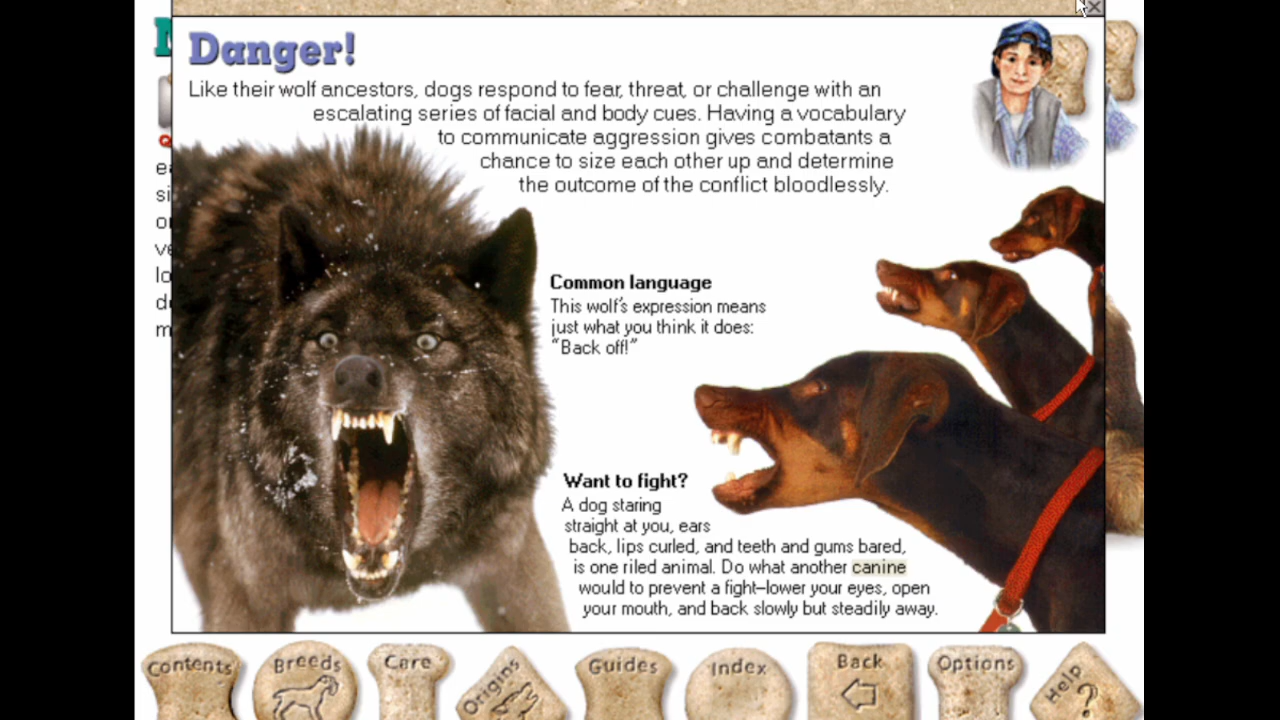 Danger!
Like their wolf ancestors, dogs respond to fear, threat, or challenge with an
escalating series of facial and body cues. Having a vocabulary
to communicate aggression gives combatants a
chance to size each other up and determine
the outcome of the conflict bloodlessly.
Common language
This wolf's expression means
just what you think it does:
“Back off!”
Want to fight?
A dog staring
straight at you, ears
back, lips curled, and teeth and gums bared,
is one riled animal. Do what another canine
would to prevent a fight–lower your eyes, open
your mouth, and back slowly but steadily away.
Contents
Breeds
Care
Origins
Guides
Index
Back
Options
Help
?